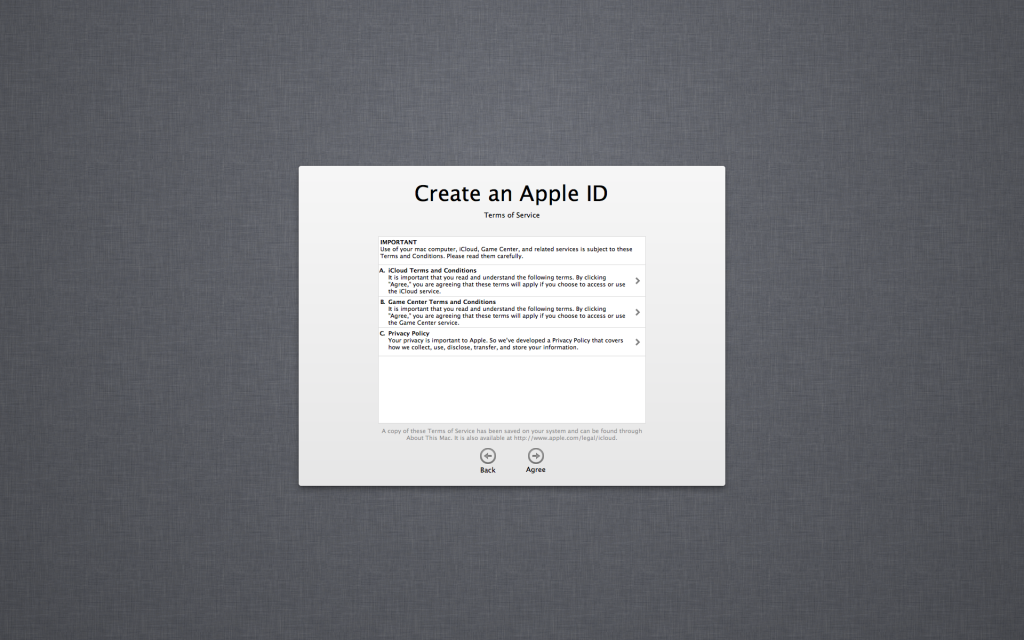 Create an Apple ID
Terms of Service
IMPORTANT
Use of your mac computer, iCloud, Game Center, and related services is subject to these
Terms and Conditions. Please read them carefully.
A. iCloud Terms and Conditions
It is important that you read and understand the following terms. By clicking
"Agree," you are agreeing that these terms will apply if you choose to access or use
the iCloud service.
B. Game Center Terms and Conditions
It is important that you read and understand the following terms. By clicking
"Agree," you are agreeing that these terms will apply if you choose to access or use
the Game Center service.
C. Privacy Policy
Your privacy is important to Apple. So we've developed a Privacy Policy that covers
how we collect, use, disclose, transfer, and store your information.
A copy of these Terms of Service has been saved on your system and can be found through
About This Mac. It is also available at http://www.apple.com/legal/icloud.
Back
Agree